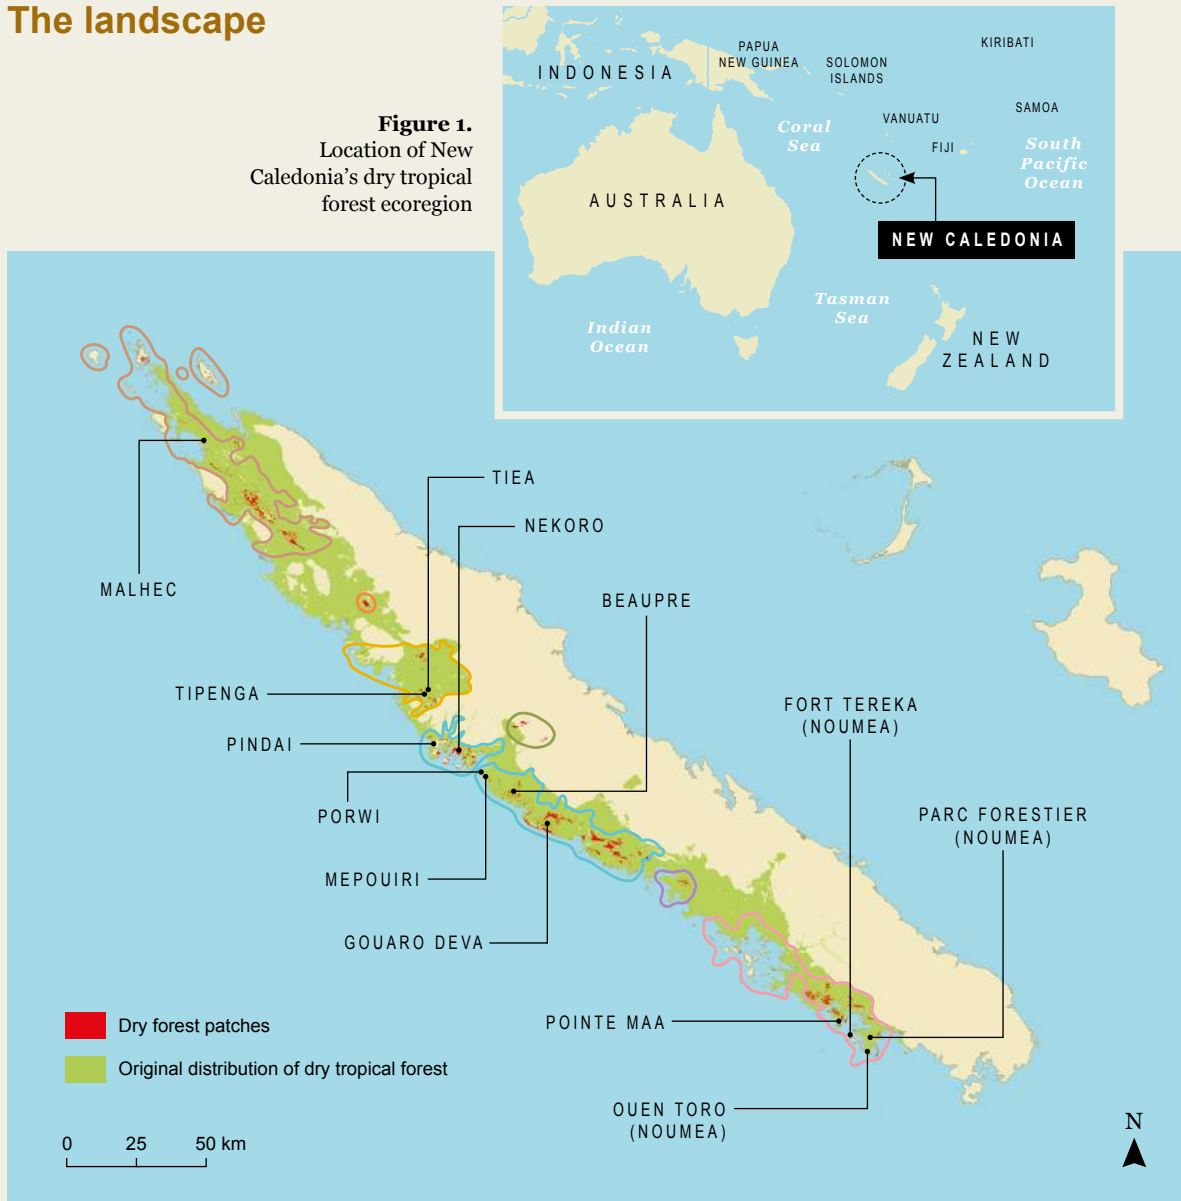 The landscape
Figure 1.
Location of New
Caledonia’s dry tropical
forest ecoregion
INDONESIA
PAPUA
NEW GUINEA
SOLOMON
ISLANDS
KIRIBATI
SAMOA
VANUATU
FIJI
Coral
Sea
South
Pacific
Ocean
AUSTRALIA
NEW CALEDONIA
Tasman
Sea
Indian
Ocean
NEW
ZEALAND
TIEA
NEKORO
MALHEC
BEAUPRE
TIPENGA
FORT TEREKA
(NOUMEA)
PINDAI
PORWI
PARC FORESTIER
(NOUMEA)
MEPOUIRI
GOUARO DEVA
POINTE MAA
OUEN TORO
(NOUMEA)
Dry forest patches
Original distribution of dry tropical forest
0 25 50 km
N